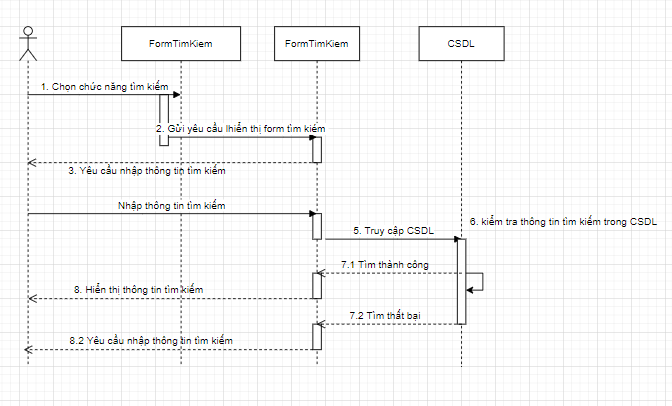 FormTimKiem
FormTimKiem
CSDL
1. Chọn chức năng tìm kiếm
2. Gửi yêu cầu lhiển thị form tìm kiếm
3. Yêu cầu nhập thông tin tìm kiếm
Nhập thông tin tìm kiếm
6. kiểm tra thông tin tìm kiếm trong CSDL
5. Truy cập CSDL
7.1 Tìm thành công
8. Hiển thị thông tin tìm kiếm
7.2 Tìm thất bại
8.2 Yêu cầu nhập thông tin tìm kiếm